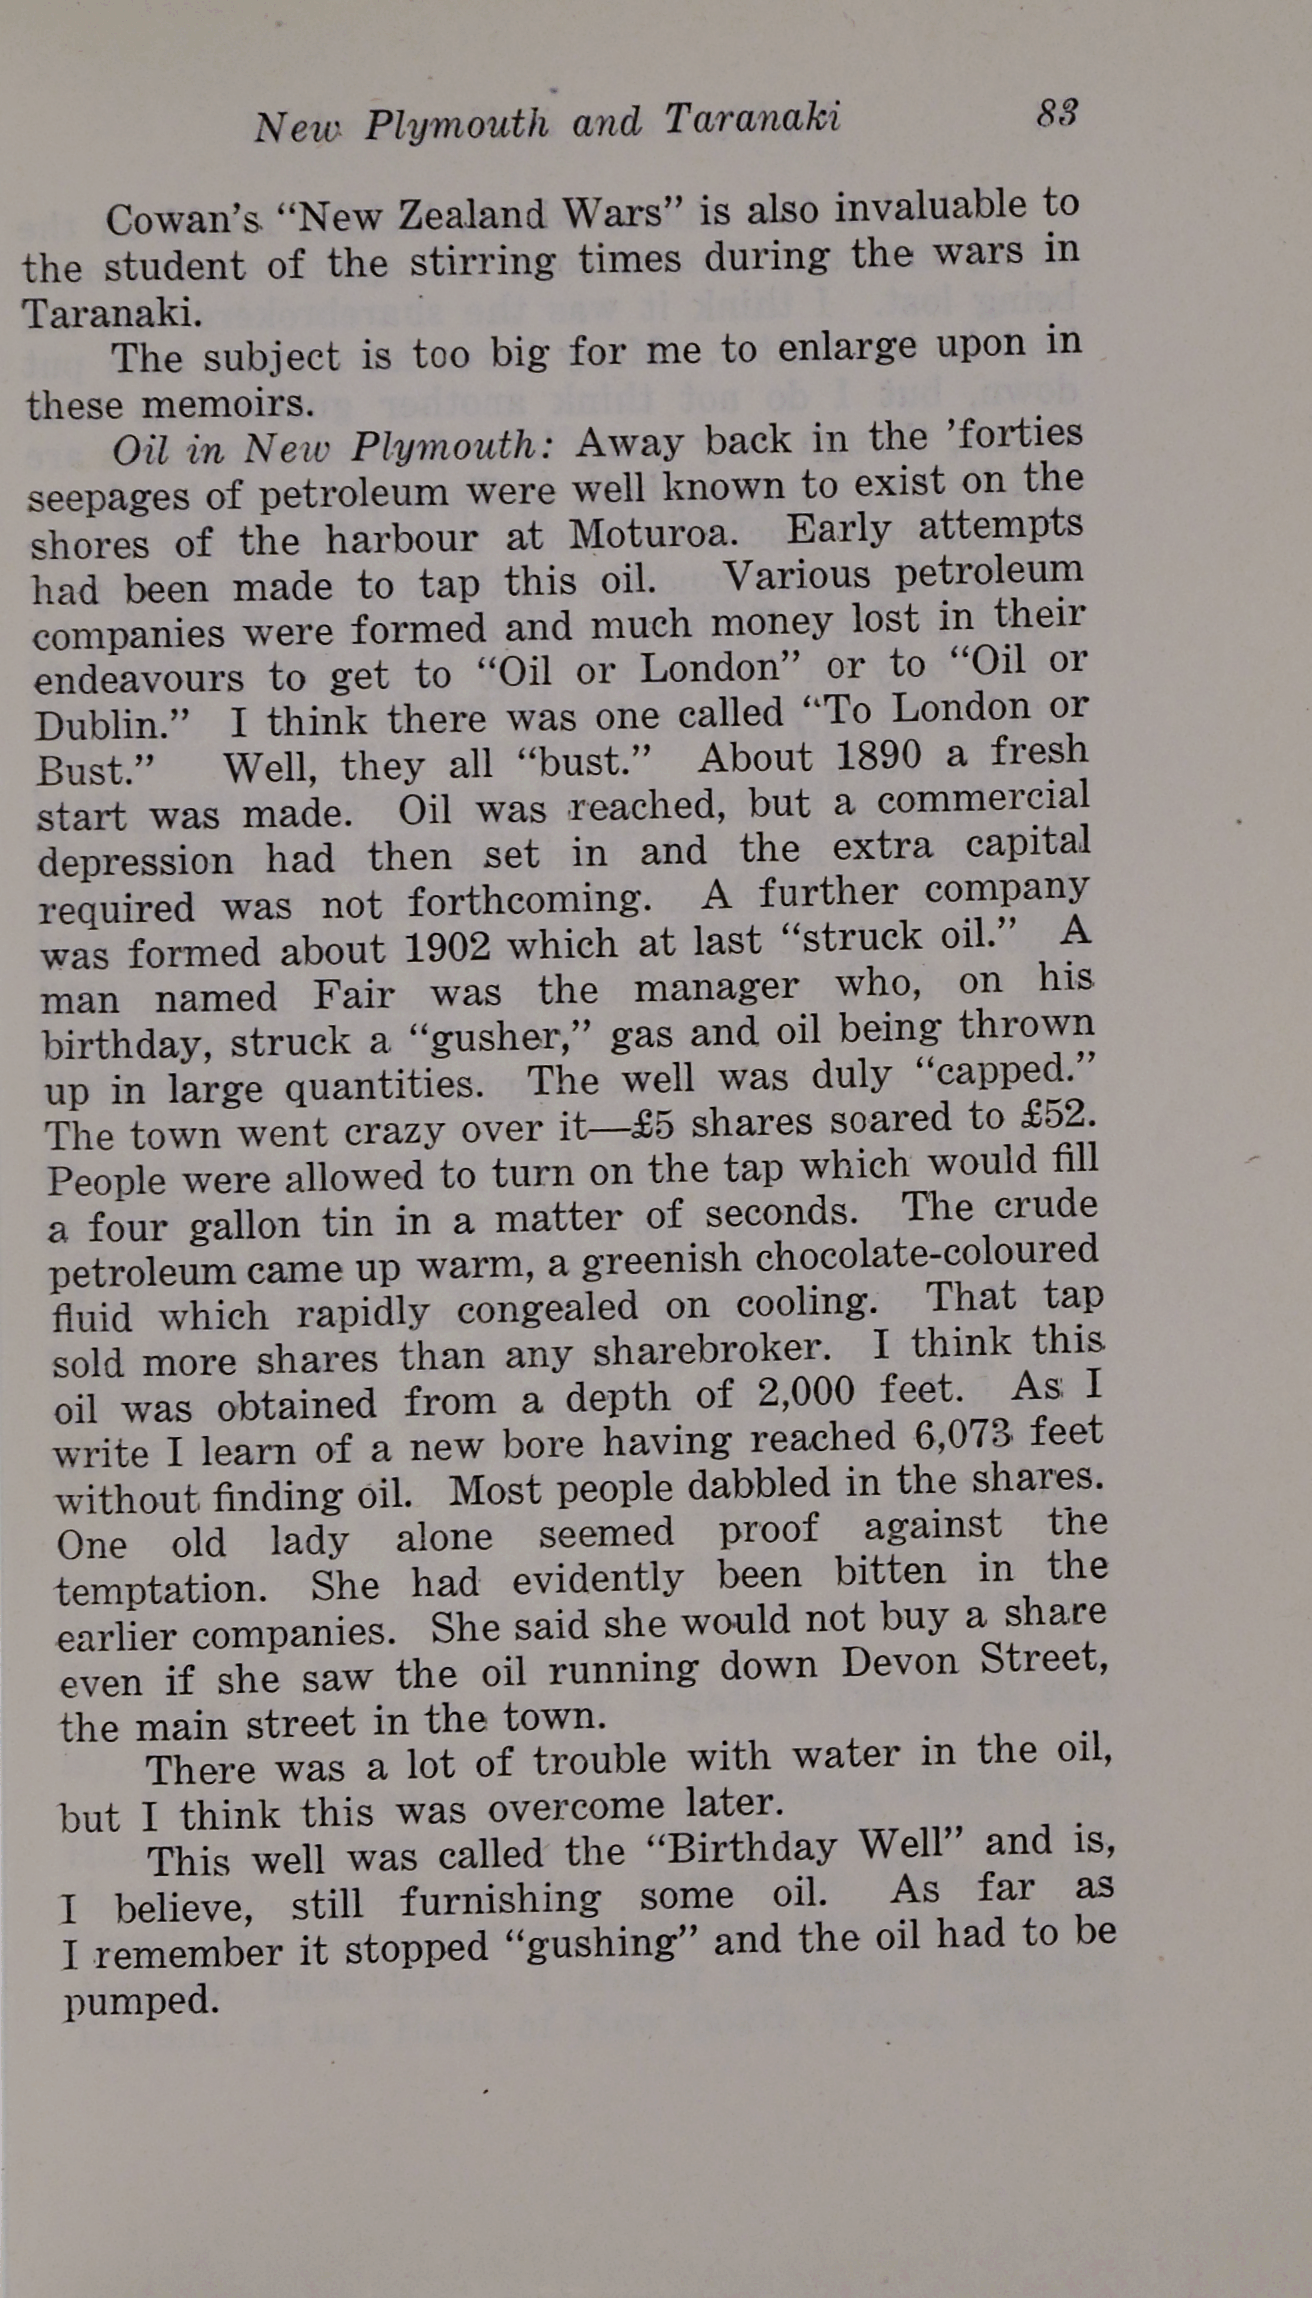 New Plymouth and Taranaki 83
Cowan's "New Zealand Wars" is also invaluable to
the student of the stirring times during the wars in
Taranaki.
The subject is too big for me to enlarge upon in
these memoirs.
Oil in New Plymouth: Away back in the 'forties
seepages of petroleum were well known to exist on the
shores of the harbour at Moturoa. Early attempts
had been made to tap this oil. Various petroleum
companies were formed and much money lost in their
endeavours to get to "Oil or London" or to "Oil or
Dublin." I think there was one called "To London or
Bust." Well, they all "bust." About 1890 a fresh
start was made. Oil was reached, but a commercial
depression had then set in and the extra capital
required was not forthcoming. A further company
was formed about 1902 which at last "struck oil." A
man named Fair was the manager who, on his
birthday, struck a "gusher," gas and oil being thrown
up in large quantities. The well was duly "capped."
The town went crazy over it—£5 shares soared to £52.
People were allowed to turn on the tap which would fill
a four gallon tin in a matter of seconds. The crude
petroleum came up warm, a greenish chocolate-coloured
fluid which rapidly congealed on cooling. That tap
sold more shares than any sharebroker. I think this
oil was obtained from a depth of 2,000 feet. As I
write I learn of a new bore having reached 6,073 feet
without finding oil. Most people dabbled in the shares.
One old lady alone seemed proof against the
temptation. She had evidently been bitten in the
earlier companies. She said she would not buy a share
even if she saw the oil running down Devon Street,
the main street in the town.
There was a lot of trouble with water in the oil,
but I think this was overcome later.
This well was called the "Birthday Well" and is,
I believe, still furnishing some oil. As far as
I remember it stopped "gushing" and the oil had to be
pumped.